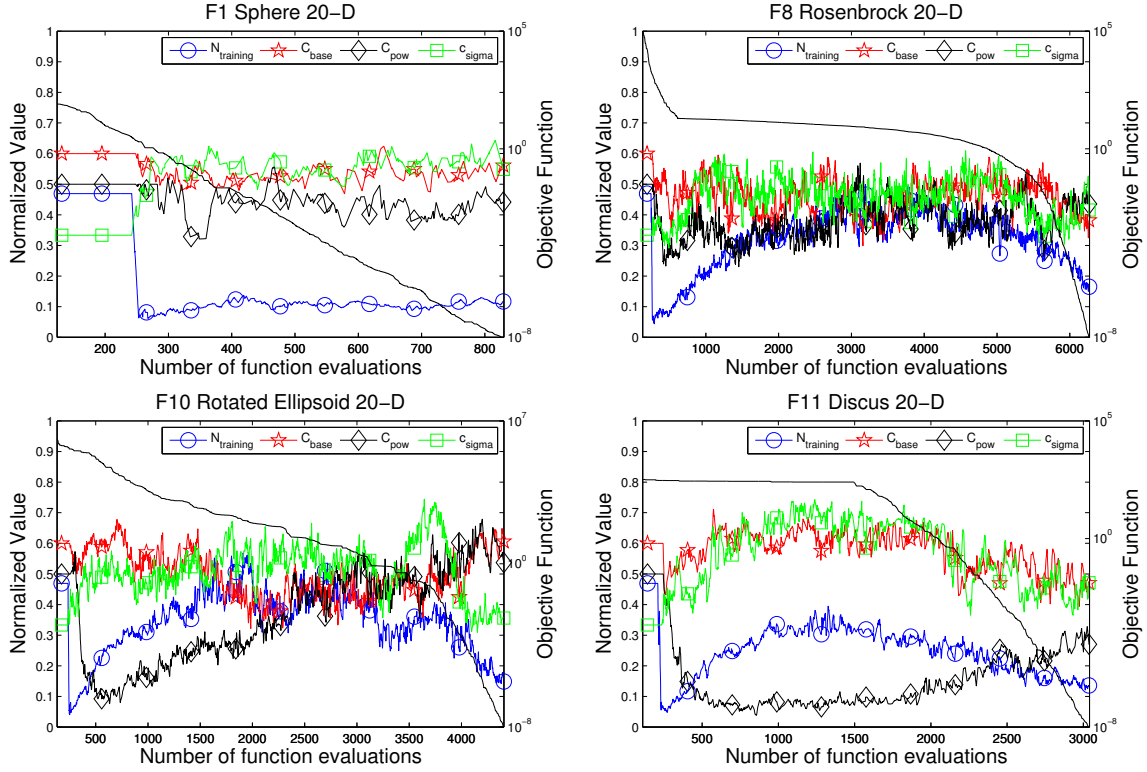 F1 Sphere 20-D
1
0.9
0.8
0.7
0.6
0.5
0.4
0.3
0.2
0.1
0
Normalized Value
N_training C_base C_pow c_sigma
10^5
10^0
10^-8
Objective Function
200 300 400 500 600 700 800
Number of function evaluations
F8 Rosenbrock 20-D
1
0.9
0.8
0.7
0.6
0.5
0.4
0.3
0.2
0.1
0
Normalized Value
N_training C_base C_pow c_sigma
10^5
10^0
10^-8
Objective Function
1000 2000 3000 4000 5000 6000
Number of function evaluations
F10 Rotated Ellipsoid 20-D
1
0.9
0.8
0.7
0.6
0.5
0.4
0.3
0.2
0.1
0
Normalized Value
N_training C_base C_pow c_sigma
10^7
10^0
10^-8
Objective Function
500 1000 1500 2000 2500 3000 3500 4000
Number of function evaluations
F11 Discus 20-D
1
0.9
0.8
0.7
0.6
0.5
0.4
0.3
0.2
0.1
0
Normalized Value
N_training C_base C_pow c_sigma
10^5
10^0
10^-8
Objective Function
500 1000 1500 2000 2500 3000
Number of function evaluations